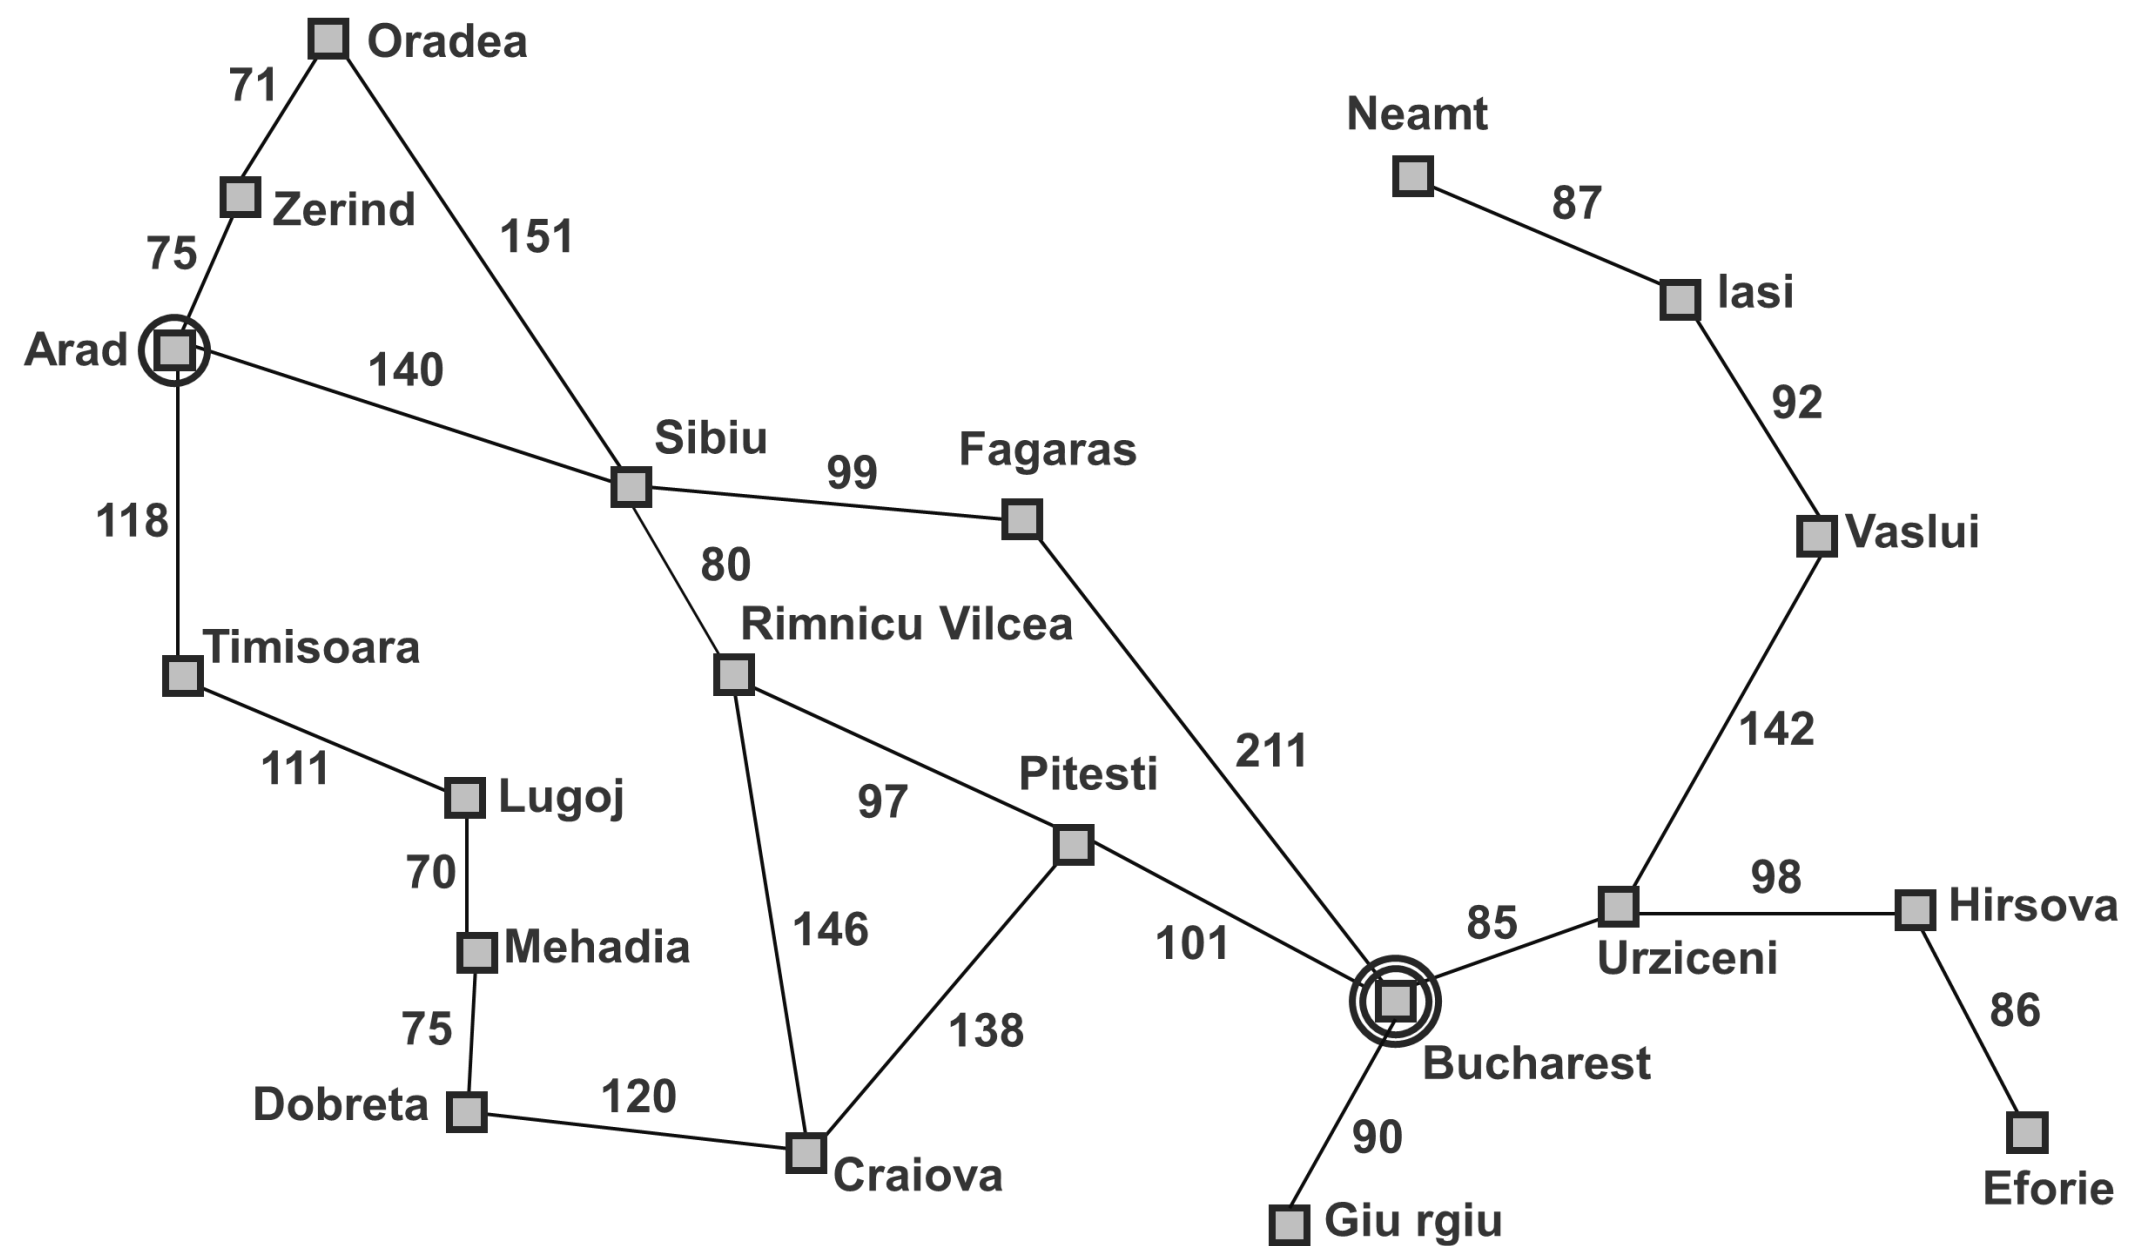 Oradea
71
Neamt
87
Zerind
151
75
Iasi
Arad
140
92
Sibiu
Fagaras
99
118
Vaslui
80
Rimnicu Vilcea
Timisoara
142
211
111
Pitesti
Lugoj
97
70
98
Hirsova
146
85
101
Urziceni
Mehadia
86
75
138
Bucharest
Dobreta
120
90
Craiova
Eforie
Giu rgiu